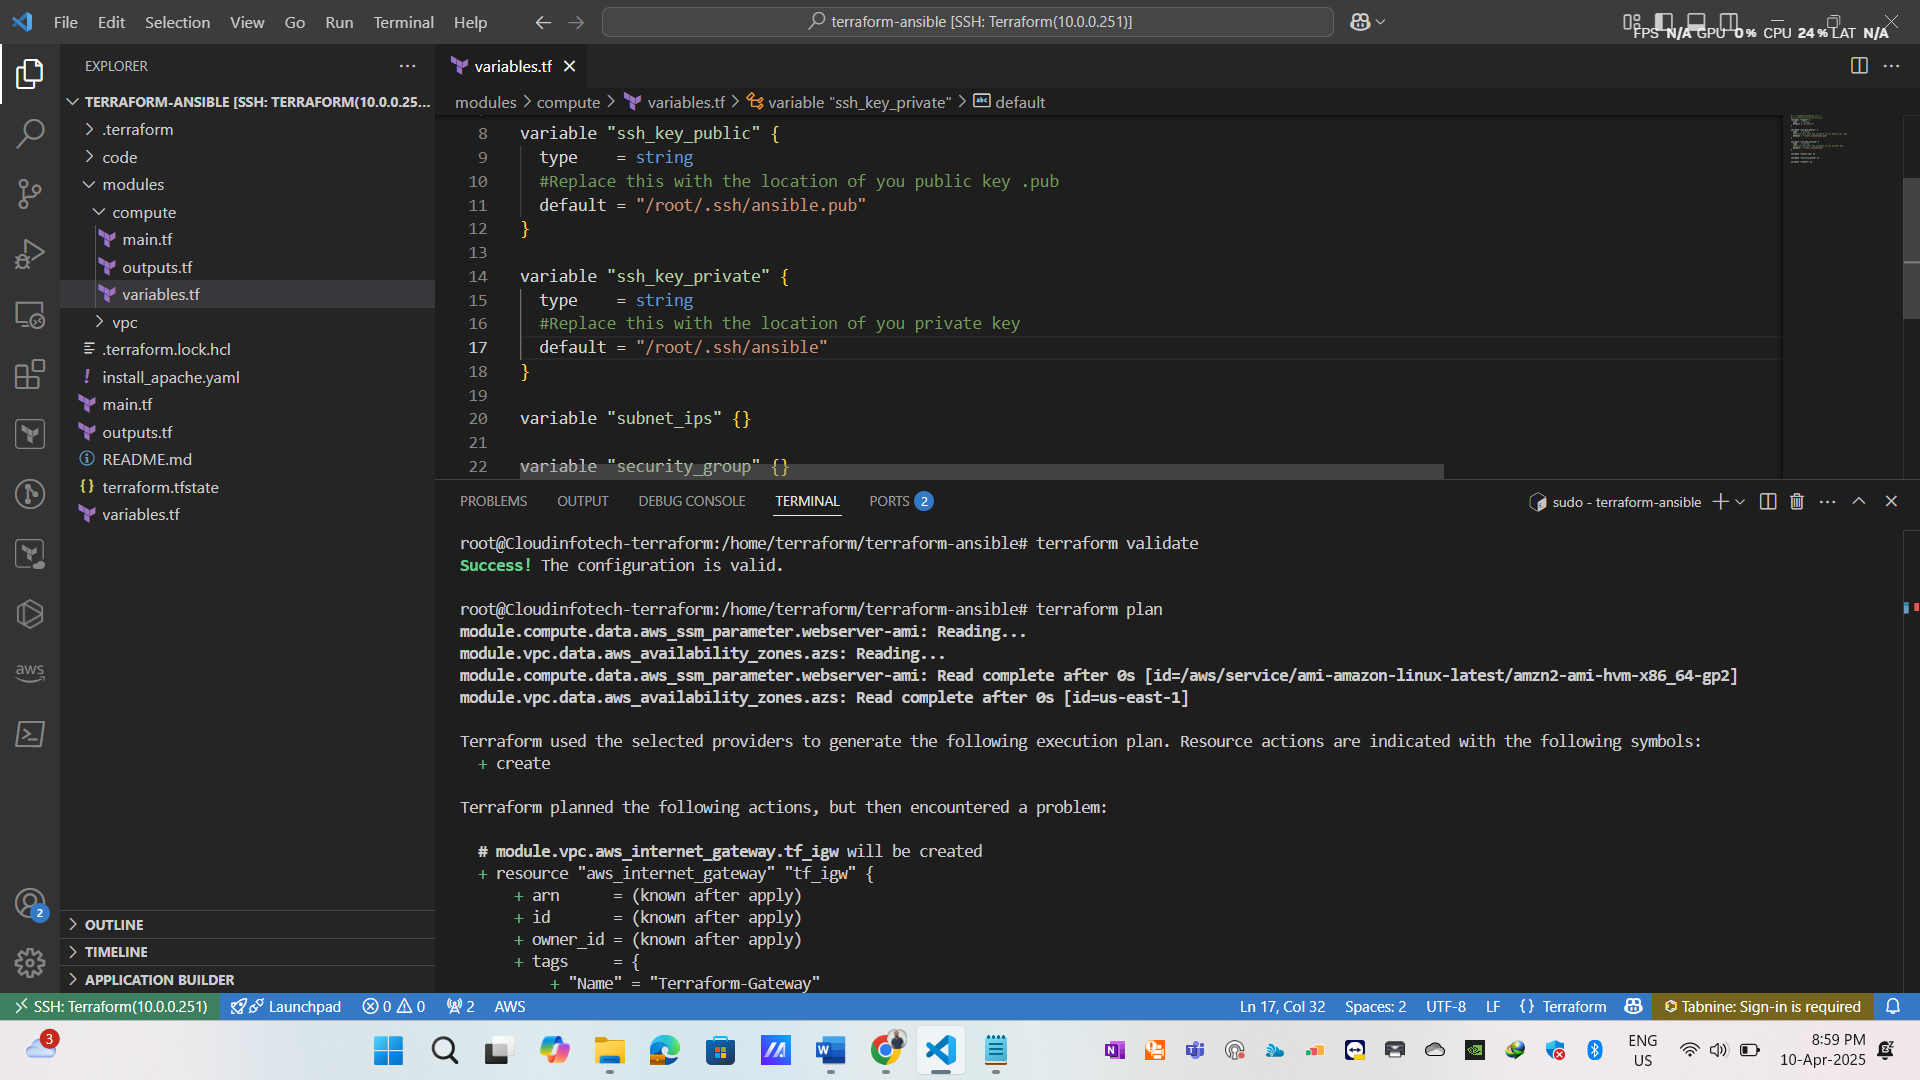 File Edit Selection View Go Run Terminal Help
terraform-ansible [SSH: Terraform(10.0.0.251)]
FPS N/A GPU 0% CPU 24% LAT N/A
EXPLORER
TERRAFORM-ANSIBLE [SSH: TERRAFORM(10.0.0.25...
.terraform
code
modules
compute
main.tf
outputs.tf
variables.tf
vpc
.terraform.lock.hcl
! install_apache.yaml
main.tf
outputs.tf
README.md
{} terraform.tfstate
variables.tf
OUTLINE
TIMELINE
APPLICATION BUILDER
aws
2
variables.tf
modules > compute > variables.tf > variable "ssh_key_private" > default
8 variable "ssh_key_public" {
9 type    = string
10 #Replace this with the location of you public key .pub
11 default = "/root/.ssh/ansible.pub"
12 }
13
14 variable "ssh_key_private" {
15 type    = string
16 #Replace this with the location of you private key
17 default = "/root/.ssh/ansible"
18 }
19
20 variable "subnet_ips" {}
21
22 variable "security_group" {}
PROBLEMS OUTPUT DEBUG CONSOLE TERMINAL PORTS 2
sudo - terraform-ansible
root@Cloudinfotech-terraform:/home/terraform/terraform-ansible# terraform validate
Success! The configuration is valid.
root@Cloudinfotech-terraform:/home/terraform/terraform-ansible# terraform plan
module.compute.data.aws_ssm_parameter.webserver-ami: Reading...
module.vpc.data.aws_availability_zones.azs: Reading...
module.compute.data.aws_ssm_parameter.webserver-ami: Read complete after 0s [id=/aws/service/ami-amazon-linux-latest/amzn2-ami-hvm-x86_64-gp2]
module.vpc.data.aws_availability_zones.azs: Read complete after 0s [id=us-east-1]
Terraform used the selected providers to generate the following execution plan. Resource actions are indicated with the following symbols:
+ create
Terraform planned the following actions, but then encountered a problem:
# module.vpc.aws_internet_gateway.tf_igw will be created
+ resource "aws_internet_gateway" "tf_igw" {
+ arn      = (known after apply)
+ id       = (known after apply)
+ owner_id = (known after apply)
+ tags     = {
+ "Name" = "Terraform-Gateway"
SSH: Terraform(10.0.0.251) Launchpad 0 0 2 AWS
Ln 17, Col 32 Spaces: 2 UTF-8 LF {} Terraform Tabnine: Sign-in is required
3
ENG
US
8:59 PM
10-Apr-2025